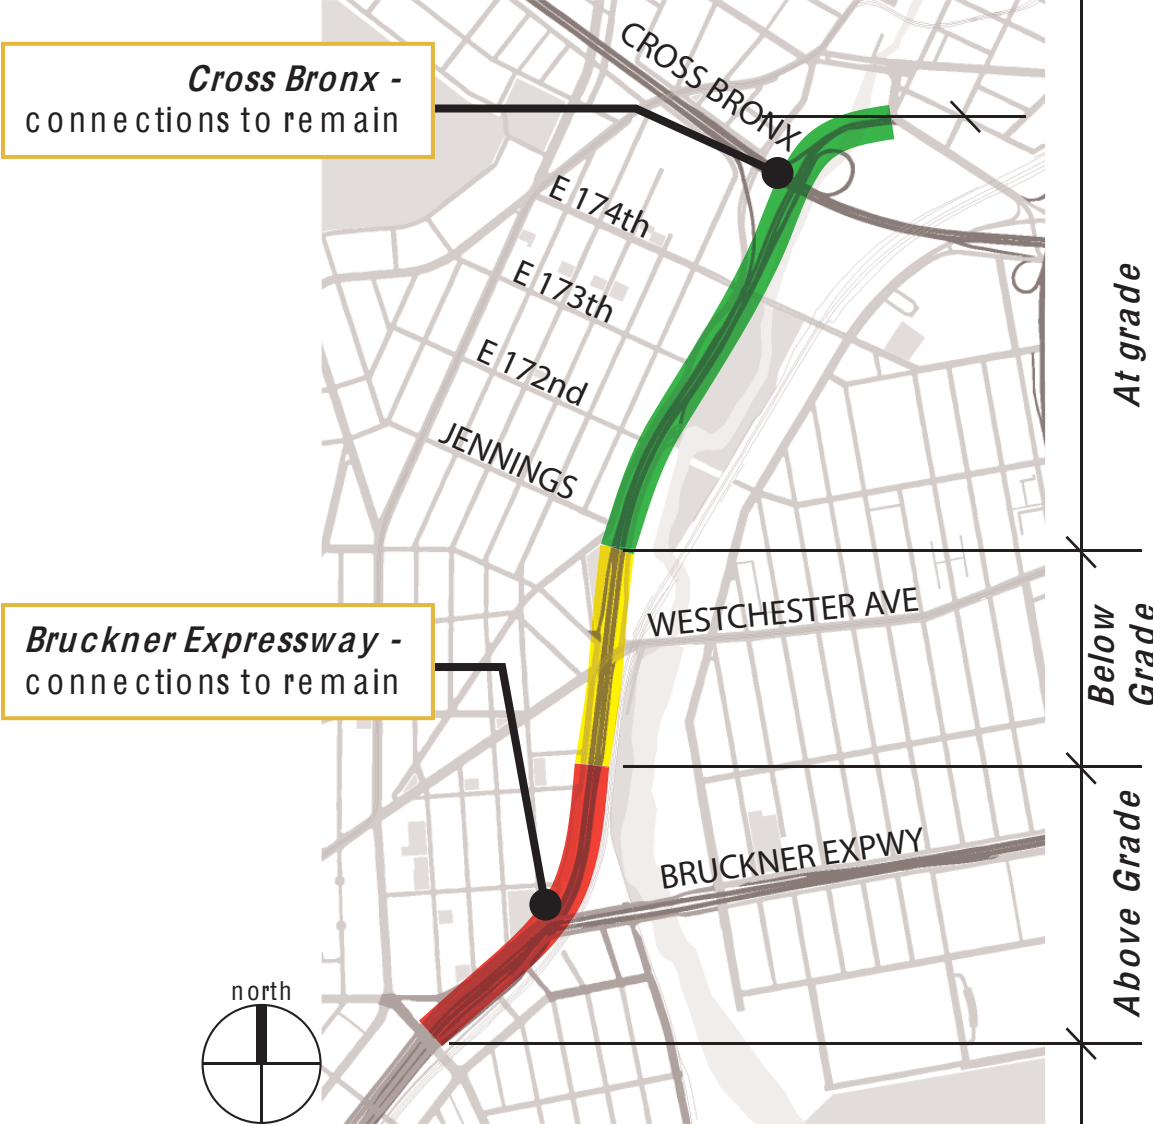 Cross Bronx -
connections to remain
CROSS BRONX
E 174th
E 173th
E 172nd
JENNINGS
At grade
WESTCHESTER AVE
Below
Grade
Bruckner Expressway -
connections to remain
BRUCKNER EXPWY
Above Grade
north